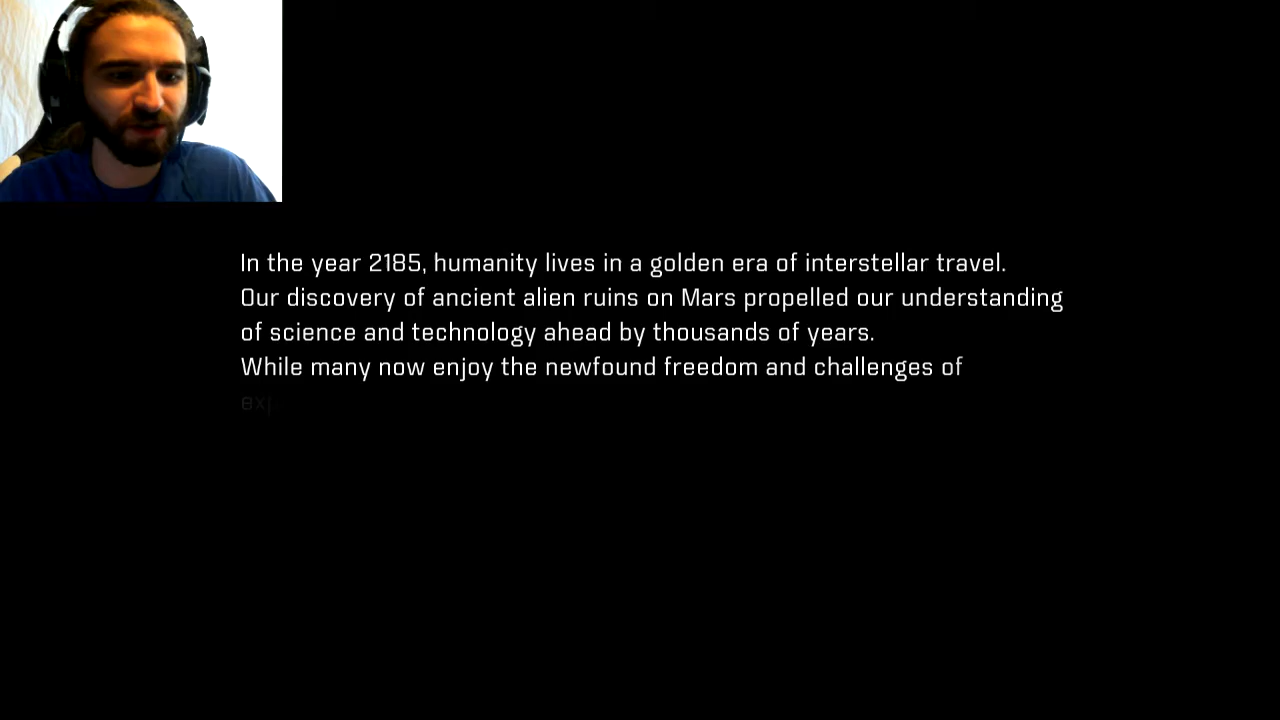 In the year 2185, humanity lives in a golden era of interstellar travel.
Our discovery of ancient alien ruins on Mars propelled our understanding
of science and technology ahead by thousands of years.
While many now enjoy the newfound freedom and challenges of